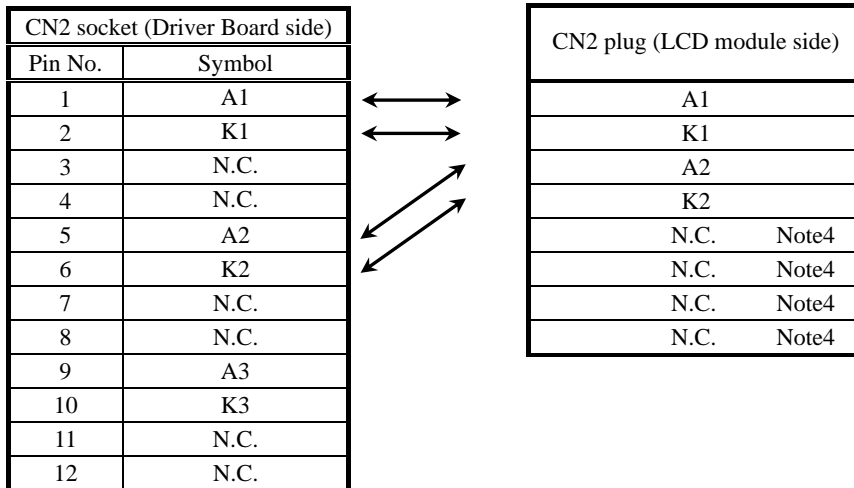 CN2 socket (Driver Board side)
Pin No. Symbol
1 A1
2 K1
3 N.C.
4 N.C.
5 A2
6 K2
7 N.C.
8 N.C.
9 A3
10 K3
11 N.C.
12 N.C.
CN2 plug (LCD module side)
A1
K1
A2
K2
N.C. Note4
N.C. Note4
N.C. Note4
N.C. Note4